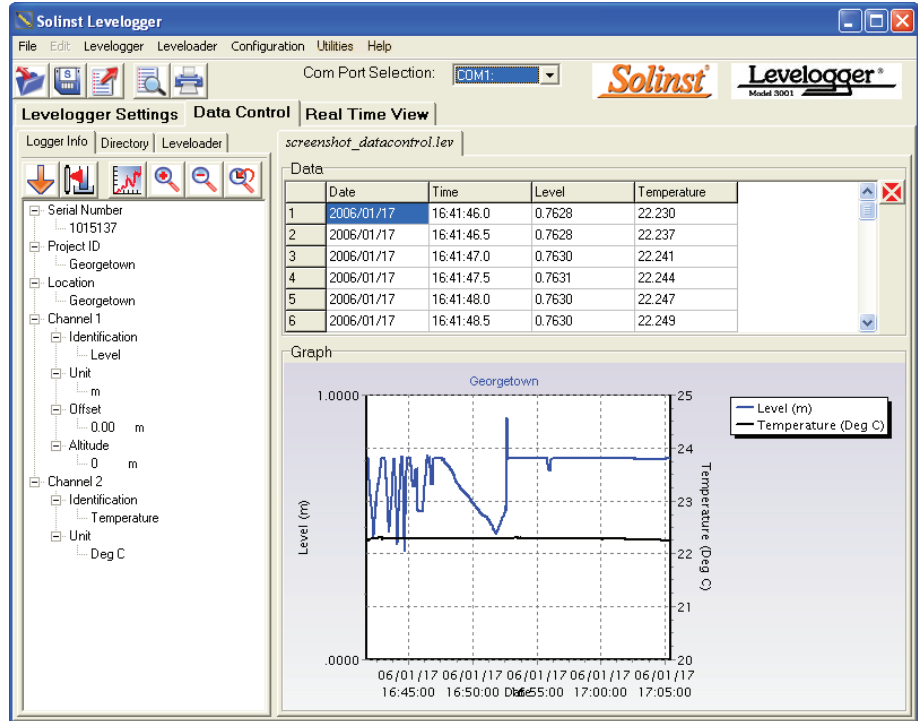 Solinst Levelogger
File Edit Levelogger Leveloader Configuration Utilities Help
Com Port Selection: COM1:
Solinst
Levelogger
Model 3001
Levelogger Settings Data Control Real Time View
Logger Info Directory Leveloader
Serial Number
1015137
Project ID
Georgetown
Location
Georgetown
Channel 1
Identification
Level
Unit
m
Offset
0.00 m
Altitude
0 m
Channel 2
Identification
Temperature
Unit
Deg C
screenshot_datacontrol.lev
Data
Date Time Level Temperature
1 2006/01/17 16:41:46.0 0.7628 22.230
2 2006/01/17 16:41:46.5 0.7628 22.237
3 2006/01/17 16:41:47.0 0.7630 22.241
4 2006/01/17 16:41:47.5 0.7631 22.244
5 2006/01/17 16:41:48.0 0.7630 22.247
6 2006/01/17 16:41:48.5 0.7630 22.249
Graph
Georgetown
1.0000
.0000
Level (m)
25
24
23
22
21
20
Temperature (Deg C)
Level (m)
Temperature (Deg C)
06/01/17 06/01/17 06/01/17 06/01/17 06/01/17
16:45:00 16:50:00 16:55:00 17:00:00 17:05:00
Date